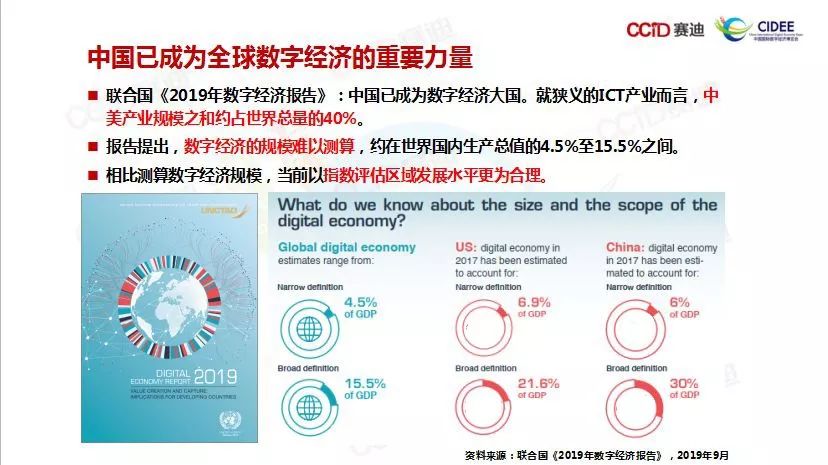 CCID 赛迪
CIDEE
中国国际数字经济博览会
中国已成为全球数字经济的重要力量
■ 联合国《2019年数字经济报告》:中国已成为数字经济大国。就狭义的ICT产业而言,中
美产业规模之和约占世界总量的40%。
■ 报告提出,数字经济的规模难以测算,约在世界国内生产总值的4.5%至15.5%之间。
■ 相比测算数字经济规模,当前以指数评估区域发展水平更为合理。
UNCTAD
DIGITAL
ECONOMY REPORT 2019
VALUE CREATION AND CAPTURE:
IMPLICATIONS FOR DEVELOPING COUNTRIES
What do we know about the size and the scope of the
digital economy?
Global digital economy
estimates range from:
Narrow definition
4.5%
of GDP
Broad definition
15.5%
of GDP
US: digital economy in
2017 has been estimated
to account for:
Narrow definition
6.9%
of GDP
Broad definition
21.6%
of GDP
China: digital economy
in 2017 has been esti-
mated to account for:
Narrow definition
6%
of GDP
Broad definition
30%
of GDP
资料来源:联合国《2019年数字经济报告》,2019年9月